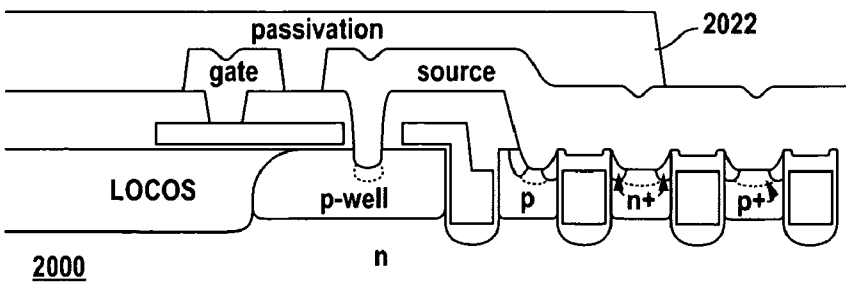 passivation
2022
gate
source
LOCOS
p-well
p
n+
p+
n
2000